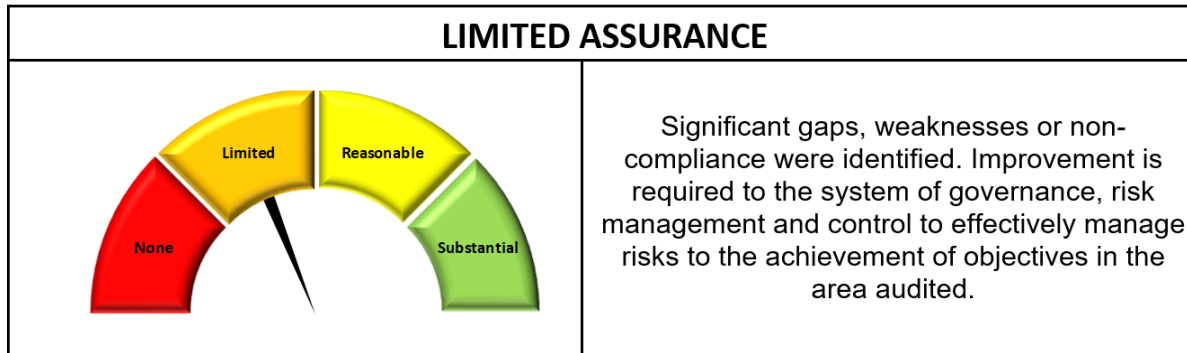 LIMITED ASSURANCE
Limited
Reasonable
None
Substantial
Significant gaps, weaknesses or non-
compliance were identified. Improvement is
required to the system of governance, risk
management and control to effectively manage
risks to the achievement of objectives in the
area audited.